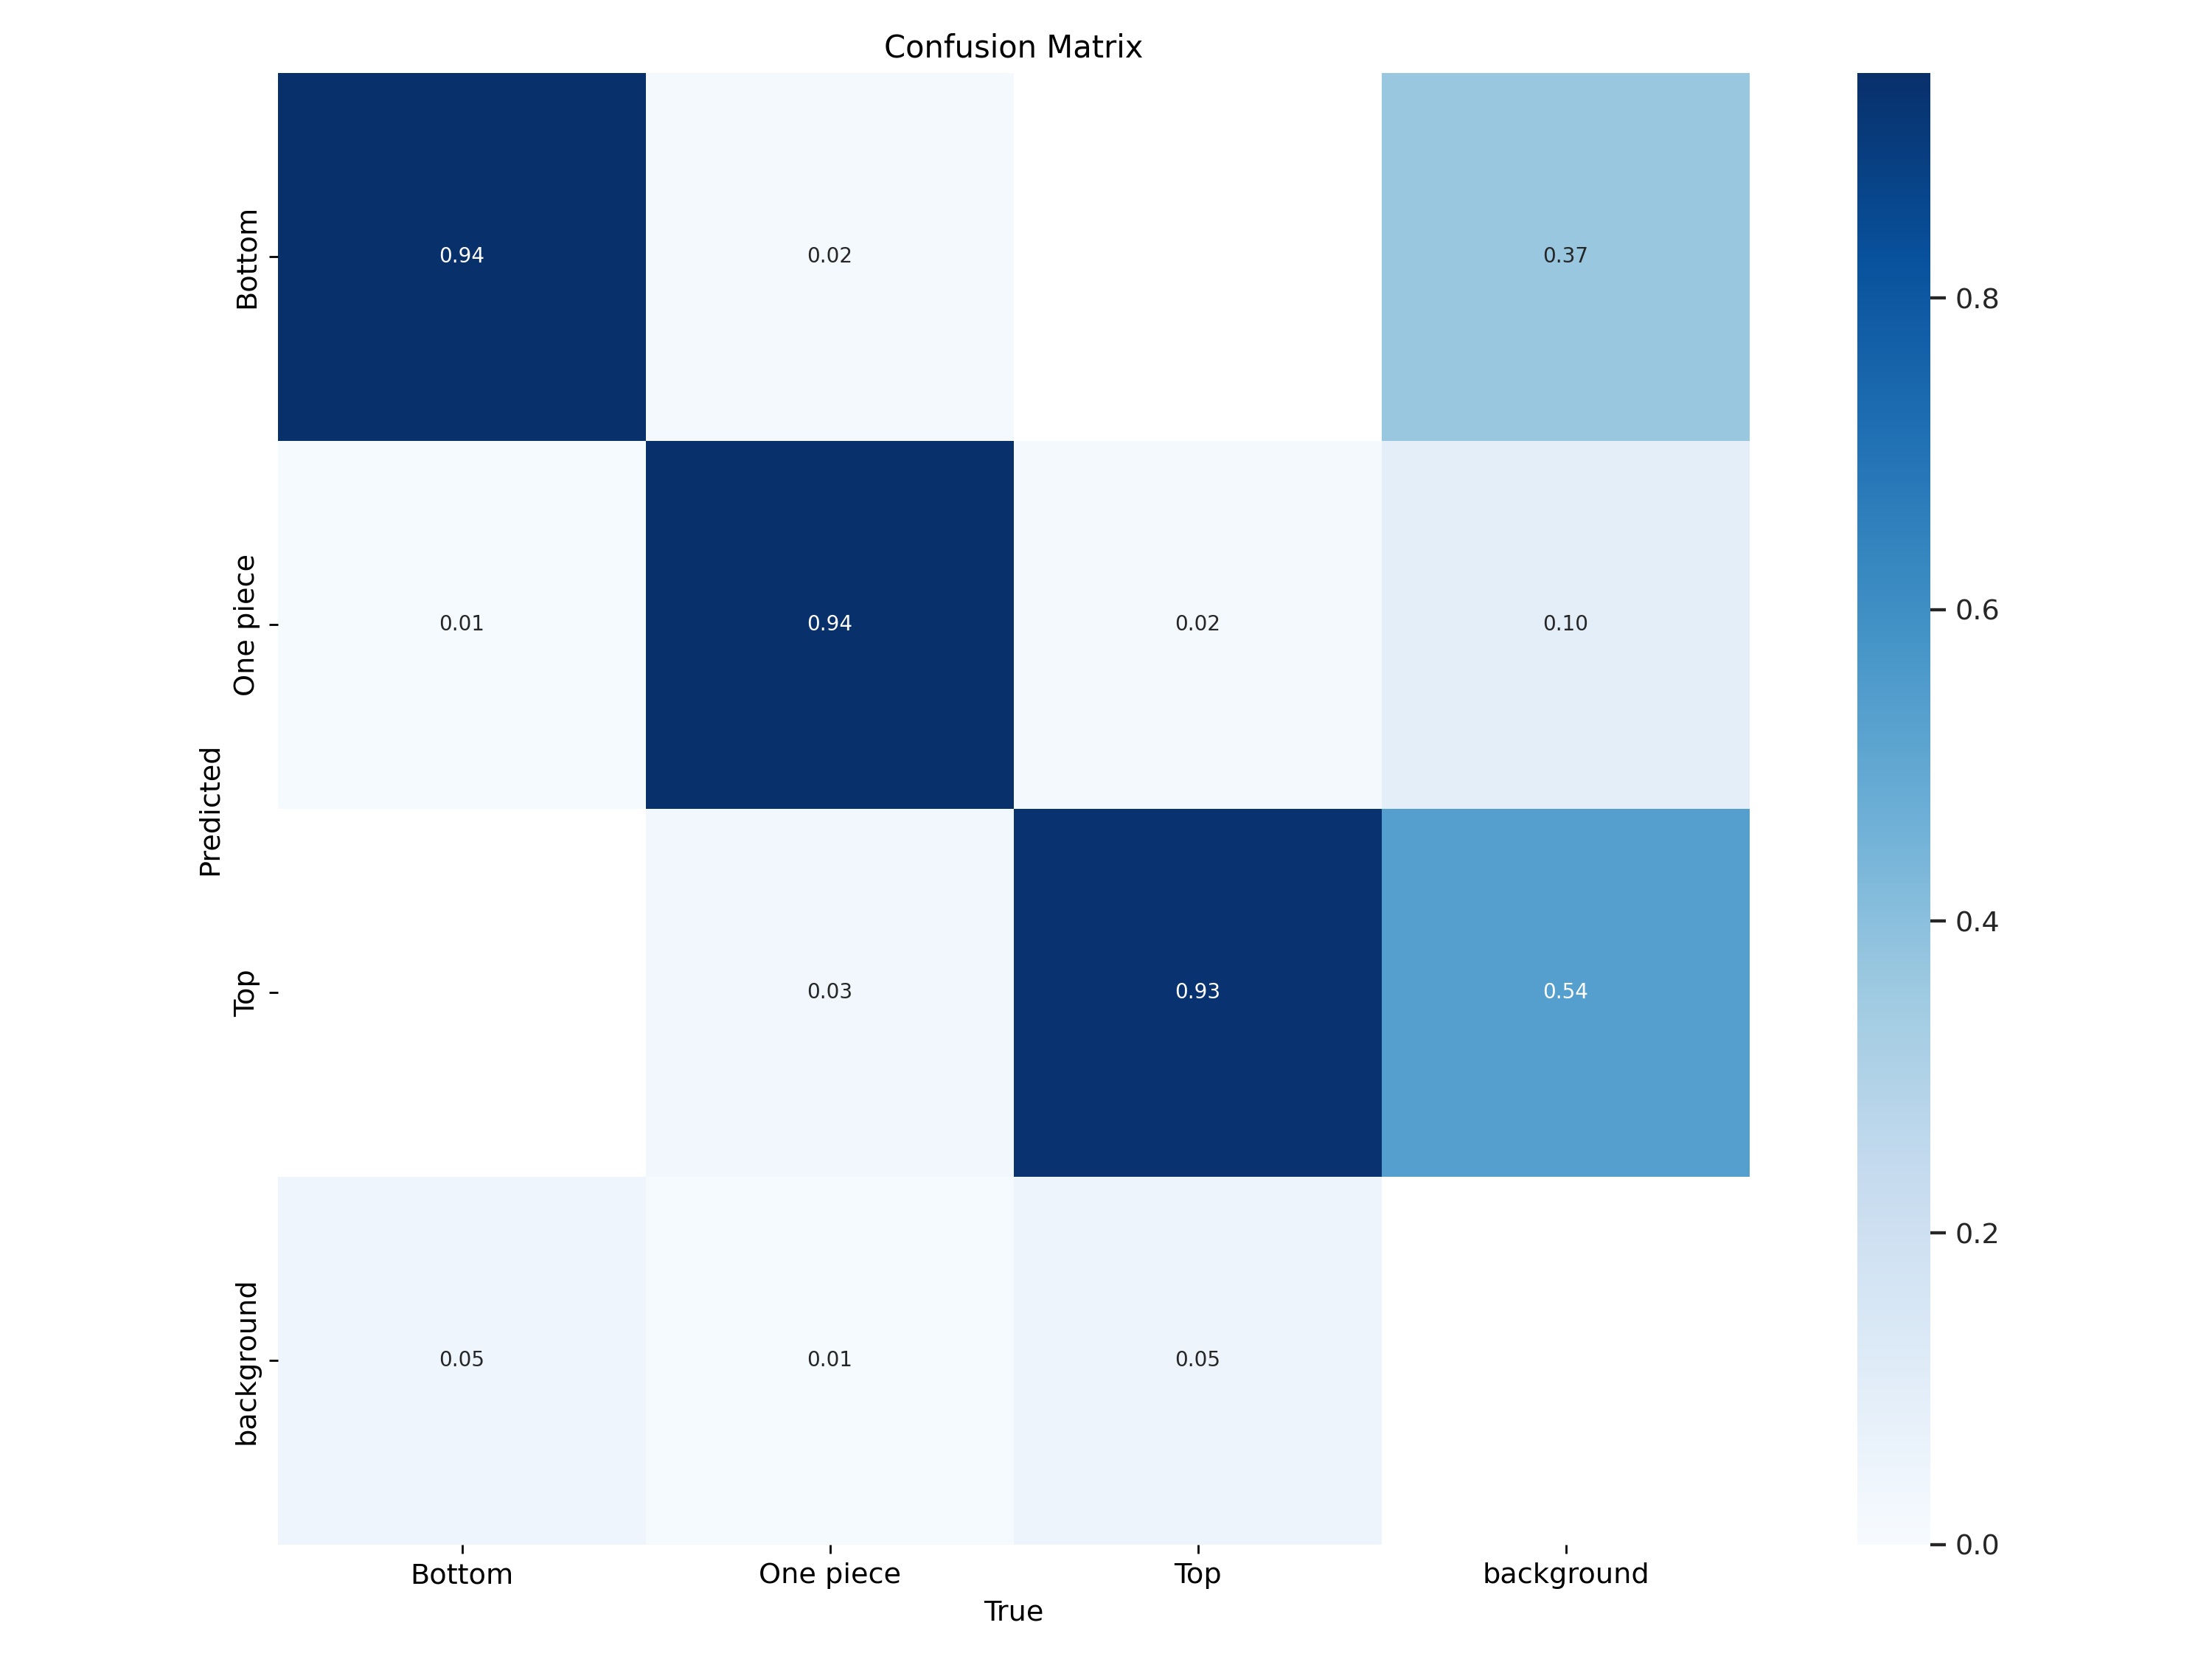 Confusion Matrix
Bottom
0.94
0.02
0.37
0.8
One piece
0.01
0.94
0.02
0.10
0.6
Predicted
Top
0.03
0.93
0.54
0.4
background
0.05
0.01
0.05
0.2
0.0
Bottom
One piece
Top
background
True